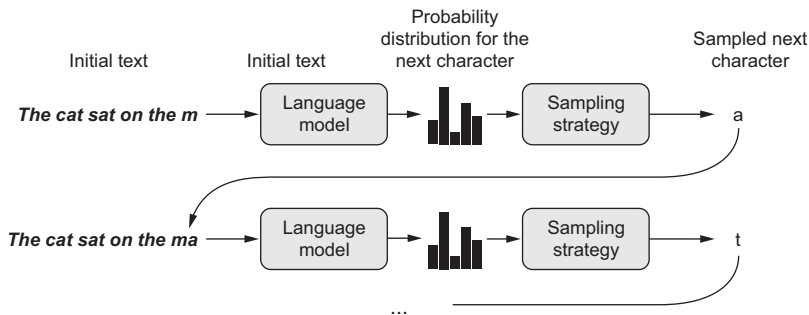 Initial text
Initial text
Probability
distribution for the
next character
Sampled next
character
The cat sat on the m
Language
model
Sampling
strategy
a
The cat sat on the ma
Language
model
Sampling
strategy
t
...